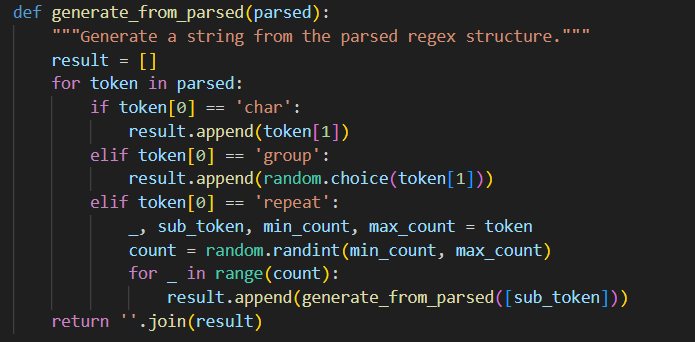 def generate_from_parsed(parsed):
    """Generate a string from the parsed regex structure."""
    result = []
    for token in parsed:
        if token[0] == 'char':
            result.append(token[1])
        elif token[0] == 'group':
            result.append(random.choice(token[1]))
        elif token[0] == 'repeat':
            _, sub_token, min_count, max_count = token
            count = random.randint(min_count, max_count)
            for _ in range(count):
                result.append(generate_from_parsed([sub_token]))
    return ''.join(result)